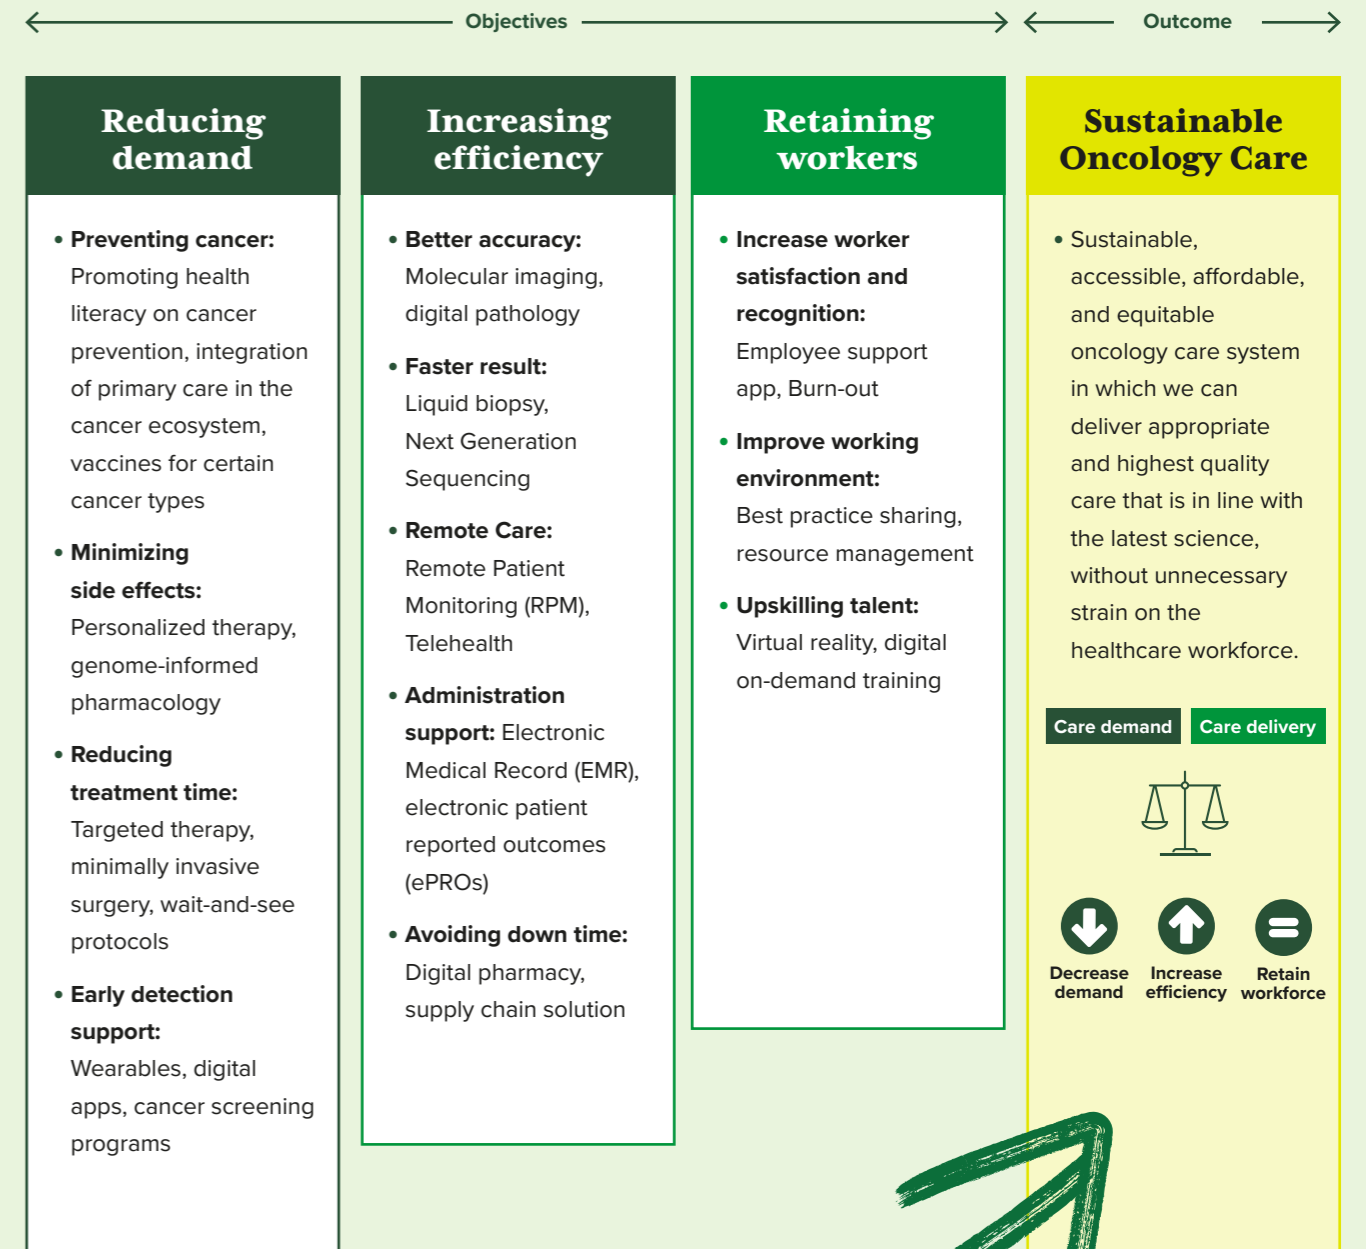 Objectives
Outcome
Reducing
demand
• Preventing cancer:
Promoting health
literacy on cancer
prevention, integration
of primary care in the
cancer ecosystem,
vaccines for certain
cancer types
• Minimizing
side effects:
Personalized therapy,
genome-informed
pharmacology
• Reducing
treatment time:
Targeted therapy,
minimally invasive
surgery, wait-and-see
protocols
• Early detection
support:
Wearables, digital
apps, cancer screening
programs
Increasing
efficiency
• Better accuracy:
Molecular imaging,
digital pathology
• Faster result:
Liquid biopsy,
Next Generation
Sequencing
• Remote Care:
Remote Patient
Monitoring (RPM),
Telehealth
• Administration
support: Electronic
Medical Record (EMR),
electronic patient
reported outcomes
(ePROs)
• Avoiding down time:
Digital pharmacy,
supply chain solution
Retaining
workers
• Increase worker
satisfaction and
recognition:
Employee support
app, Burn-out
• Improve working
environment:
Best practice sharing,
resource management
• Upskilling talent:
Virtual reality, digital
on-demand training
Sustainable
Oncology Care
• Sustainable,
accessible, affordable,
and equitable
oncology care system
in which we can
deliver appropriate
and highest quality
care that is in line with
the latest science,
without unnecessary
strain on the
healthcare workforce.
Care demand
Care delivery
Decrease
demand
Increase
efficiency
Retain
workforce